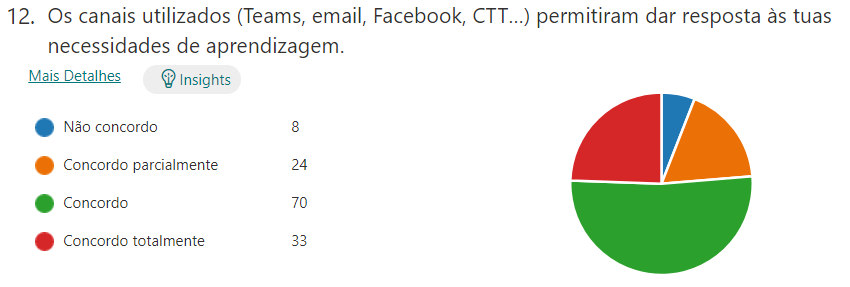 12. Os canais utilizados (Teams, email, Facebook, CTT...) permitiram dar resposta às tuas
necessidades de aprendizagem.
Mais Detalhes Insights
Não concordo 8
Concordo parcialmente 24
Concordo 70
Concordo totalmente 33